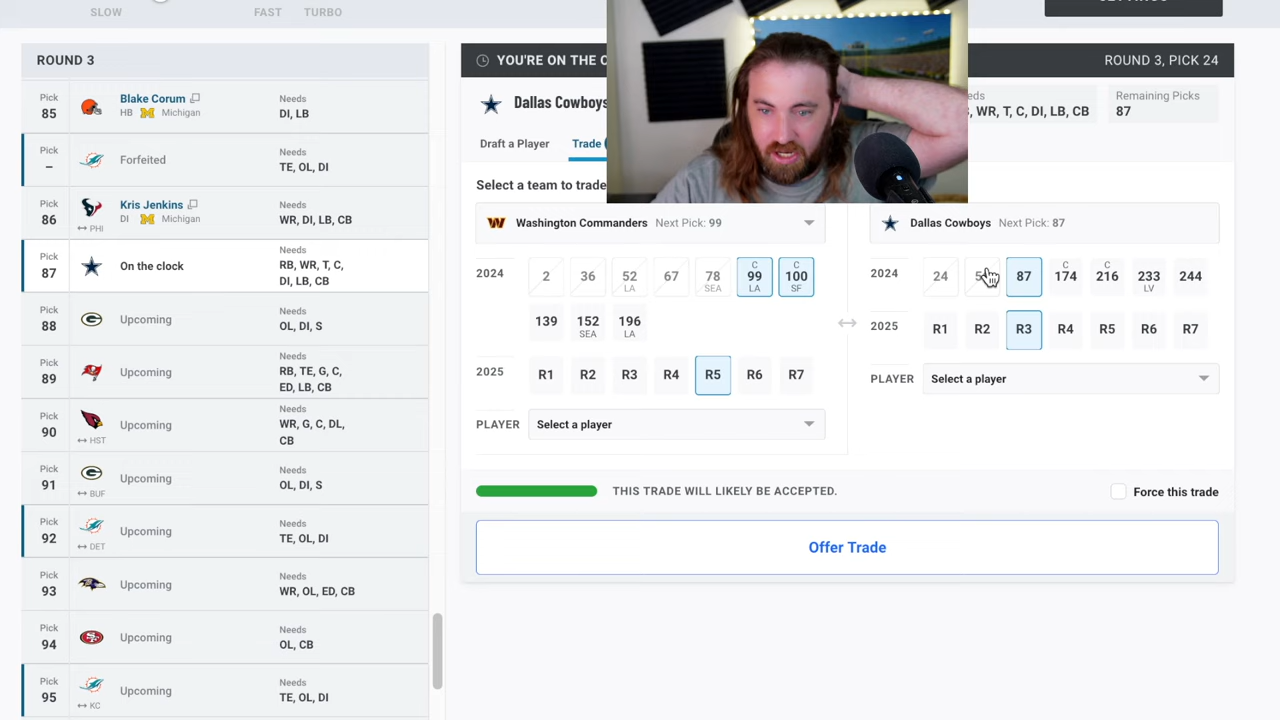 SLOW
FAST
TURBO
ROUND 3
Pick
85
Blake Corum
HB M Michigan
Needs
DI, LB
Pick
–
Forfeited
Needs
TE, OL, DI
Pick
86
Kris Jenkins
DI M Michigan
↔ PHI
Needs
WR, DI, LB, CB
Pick
87
On the clock
Needs
RB, WR, T, C,
DI, LB, CB
Pick
88
Upcoming
Needs
OL, DI, S
Pick
89
Upcoming
Needs
RB, TE, G, C,
ED, LB, CB
Pick
90
Upcoming
↔ HST
Needs
WR, G, C, DL,
CB
Pick
91
Upcoming
↔ BUF
Needs
OL, DI, S
Pick
92
Upcoming
↔ DET
Needs
TE, OL, DI
Pick
93
Upcoming
Needs
WR, OL, ED, CB
Pick
94
Upcoming
Needs
OL, CB
Pick
95
Upcoming
↔ KC
Needs
TE, OL, DI
YOU'RE ON THE
ROUND 3, PICK 24
Dallas Cowboys
WR, T, C, DI, LB, CB
Remaining Picks
87
Draft a Player
Trade
Select a team to trade
Washington Commanders Next Pick: 99
2024
2
36
52
LA
67
78
SEA
C
99
LA
C
100
SF
139
152
SEA
196
LA
2025
R1
R2
R3
R4
R5
R6
R7
PLAYER
Select a player
Dallas Cowboys Next Pick: 87
2024
24
87
C
174
C
216
233
LV
244
2025
R1
R2
R3
R4
R5
R6
R7
PLAYER
Select a player
THIS TRADE WILL LIKELY BE ACCEPTED.
Force this trade
Offer Trade